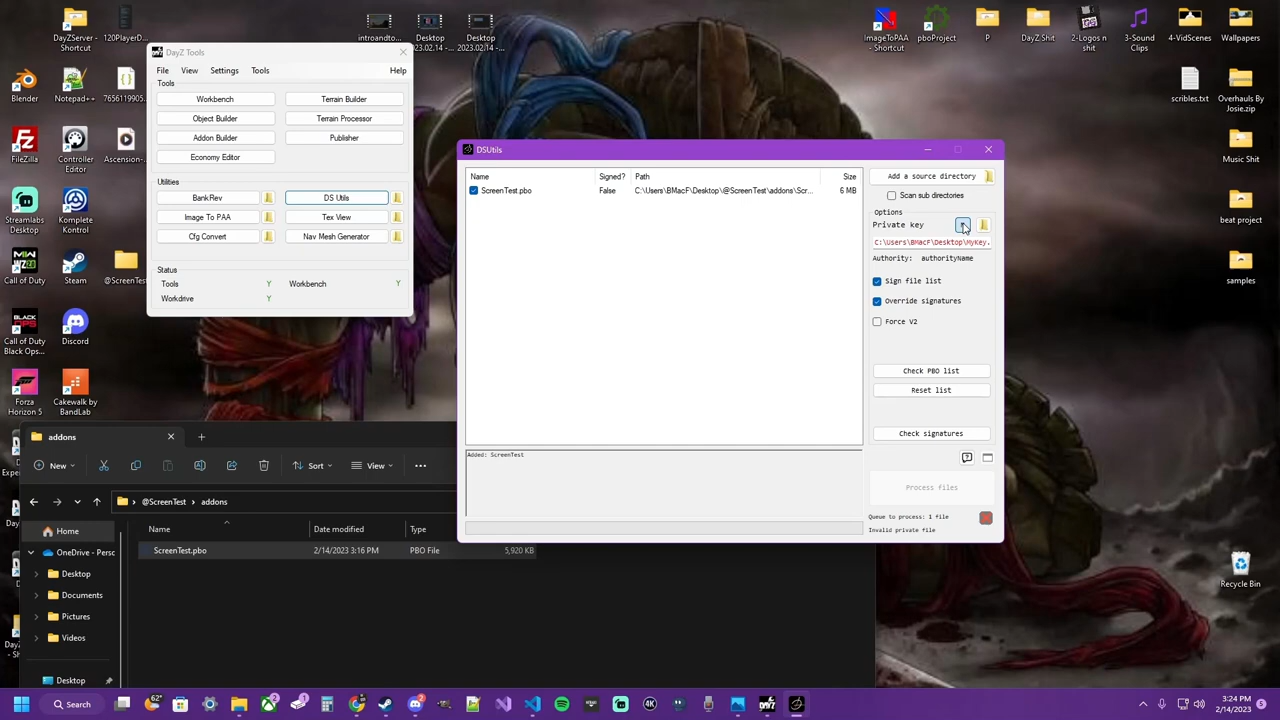 DayZServer -
Shortcut
120PlayerD...
introandto...
Desktop
2023.02.14 -...
Desktop
2023.02.14 -...
ImageToPAA
- Shortcut
pboProject
P
DayZ Shit
2-Logos n
shit
3-Sound
Clips
4-VidScenes
Wallpapers
Blender
Notepad++
7656119905...
scribles.txt
Overhauls By
Josie.zip
FileZilla
Controller
Editor
Ascension-...
Music Shit
Streamlabs
Desktop
Komplete
Kontrol
beat project
Call of Duty
Steam
@ScreenTest
samples
Call of Duty
Black Ops...
Discord
Forza
Horizon 5
Cakewalk by
BandLab
Recycle Bin
DayZ Tools
File View Settings Tools Help
Tools
Workbench Terrain Builder
Object Builder Terrain Processor
Addon Builder Publisher
Economy Editor
Utilities
BankRev DS Utils
Image To PAA Tex View
Cfg Convert Nav Mesh Generator
Status
Tools Y Workbench Y
Workdrive Y
DSUtils
Name Signed? Path Size
ScreenTest.pbo False C:\Users\BMacF\Desktop\@ScreenTest\addons\Scr... 6 MB
Added: ScreenTest
Add a source directory
Scan sub directories
Options
Private key
C:\Users\BMacF\Desktop\MyKey.
Authority: authorityName
Sign file list
Override signatures
Force V2
Check PBO list
Reset list
Check signatures
Process files
Queue to process: 1 file
Invalid private file
addons
New Sort View
@ScreenTest > addons
Home
OneDrive - Persc
Desktop
Documents
Pictures
Videos
Desktop
Name Date modified Type
ScreenTest.pbo 2/14/2023 3:16 PM PBO File 5,920 KB
Search
62°
3:24 PM
2/14/2023